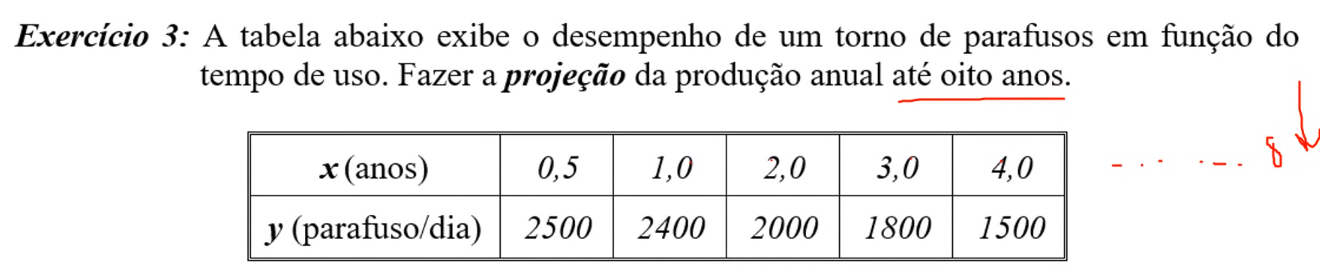 Exercício 3: A tabela abaixo exibe o desempenho de um torno de parafusos em função do
tempo de uso. Fazer a projeção da produção anual até oito anos.
x (anos) 0,5 1,0 2,0 3,0 4,0
8
y (parafuso/dia) 2500 2400 2000 1800 1500